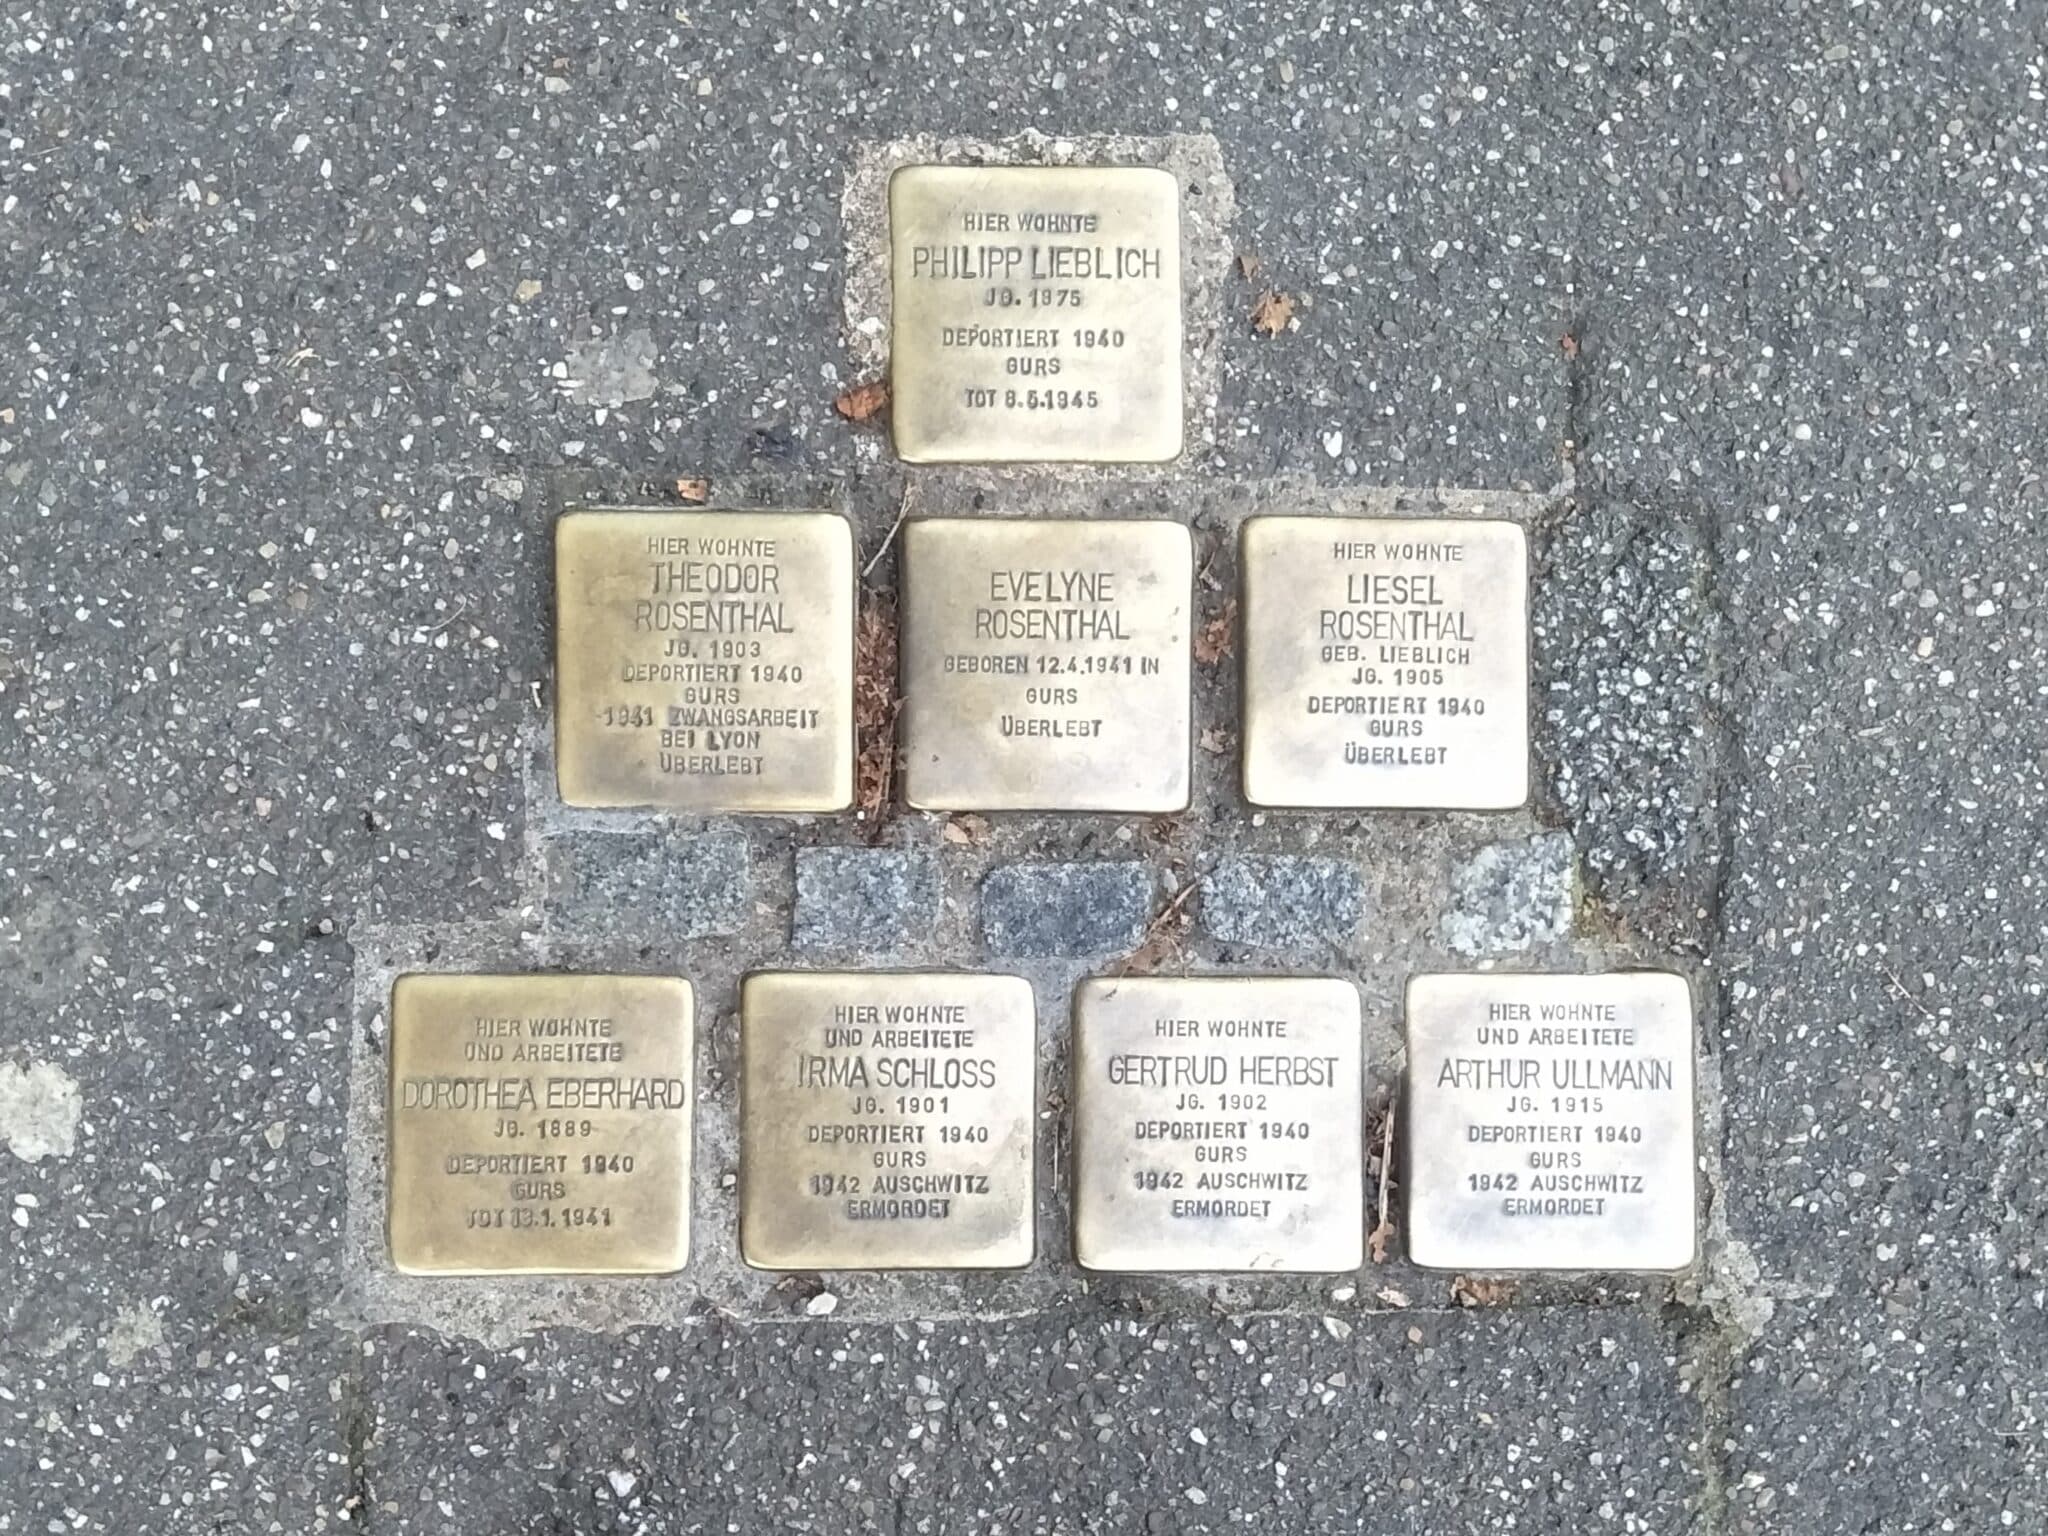 HIER WOHNTE
PHILIPP LIEBLICH
JG. 1875
DEPORTIERT 1940
GURS
TOT 8.5.1945
HIER WOHNTE
THEODOR
ROSENTHAL
JG. 1903
DEPORTIERT 1940
GURS
1941 ZWANGSARBEIT
BEI LYON
ÜBERLEBT
EVELYNE
ROSENTHAL
GEBOREN 12.4.1941 IN
GURS
ÜBERLEBT
HIER WOHNTE
LIESEL
ROSENTHAL
GEB. LIEBLICH
JG. 1905
DEPORTIERT 1940
GURS
ÜBERLEBT
HIER WOHNTE
UND ARBEITETE
DOROTHEA EBERHARD
JG. 1889
DEPORTIERT 1940
GURS
TOT 13.1.1941
HIER WOHNTE
UND ARBEITETE
IRMA SCHLOSS
JG. 1901
DEPORTIERT 1940
GURS
1942 AUSCHWITZ
ERMORDET
HIER WOHNTE
GERTRUD HERBST
JG. 1902
DEPORTIERT 1940
GURS
1942 AUSCHWITZ
ERMORDET
HIER WOHNTE
UND ARBEITETE
ARTHUR ULLMANN
JG. 1915
DEPORTIERT 1940
GURS
1942 AUSCHWITZ
ERMORDET